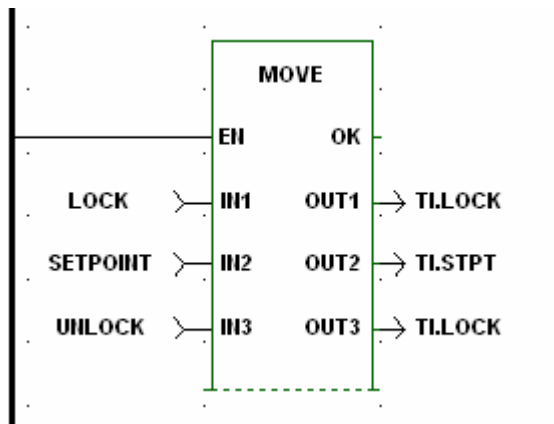 MOVE
EN OK
LOCK IN1 OUT1 TI.LOCK
SETPOINT IN2 OUT2 TI.STPT
UNLOCK IN3 OUT3 TI.LOCK